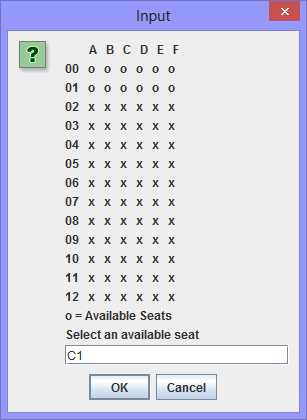 Input
A B C D E F
00 o o o o o o
01 o o o o o o
02 x x x x x x
03 x x x x x x
04 x x x x x x
05 x x x x x x
06 x x x x x x
07 x x x x x x
08 x x x x x x
09 x x x x x x
10 x x x x x x
11 x x x x x x
12 x x x x x x
o = Available Seats
Select an available seat
C1
OK Cancel